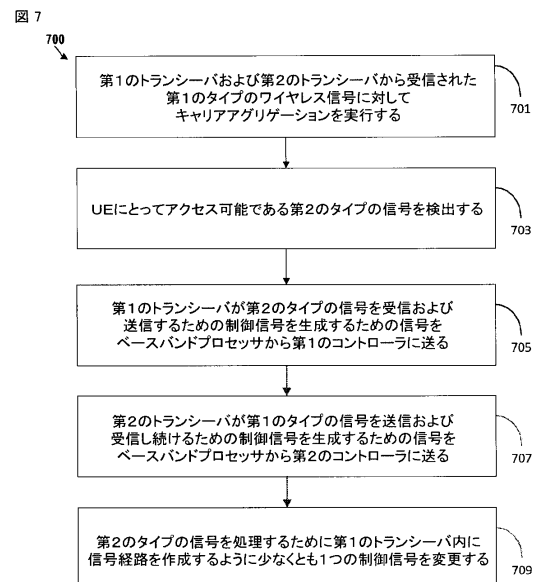 図 7
700
第1のトランシーバおよび第2のトランシーバから受信された
第1のタイプのワイヤレス信号に対して
キャリアアグリゲーションを実行する
701
UEにとってアクセス可能である第2のタイプの信号を検出する
703
第1のトランシーバが第2のタイプの信号を受信および
送信するための制御信号を生成するための信号を
ベースバンドプロセッサから第1のコントローラに送る
705
第2のトランシーバが第1のタイプの信号を送信および
受信し続けるための制御信号を生成するための信号を
ベースバンドプロセッサから第2のコントローラに送る
707
第2のタイプの信号を処理するために第1のトランシーバ内に
信号経路を作成するように少なくとも1つの制御信号を変更する
709